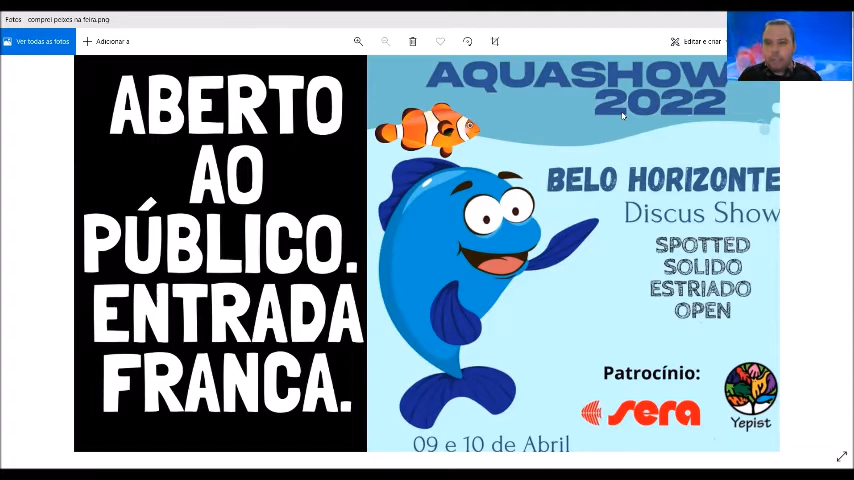 Fotos - comprei peixes na feira.png
Ver todas as fotos
Adicionar a
Editar e criar
ABERTO
AO
PÚBLICO.
ENTRADA
FRANCA.
AQUASHOW
2022
BELO HORIZONTE
Discus Show
SPOTTED
SOLIDO
ESTRIADO
OPEN
Patrocínio:
sera
Yepist
09 e 10 de Abril